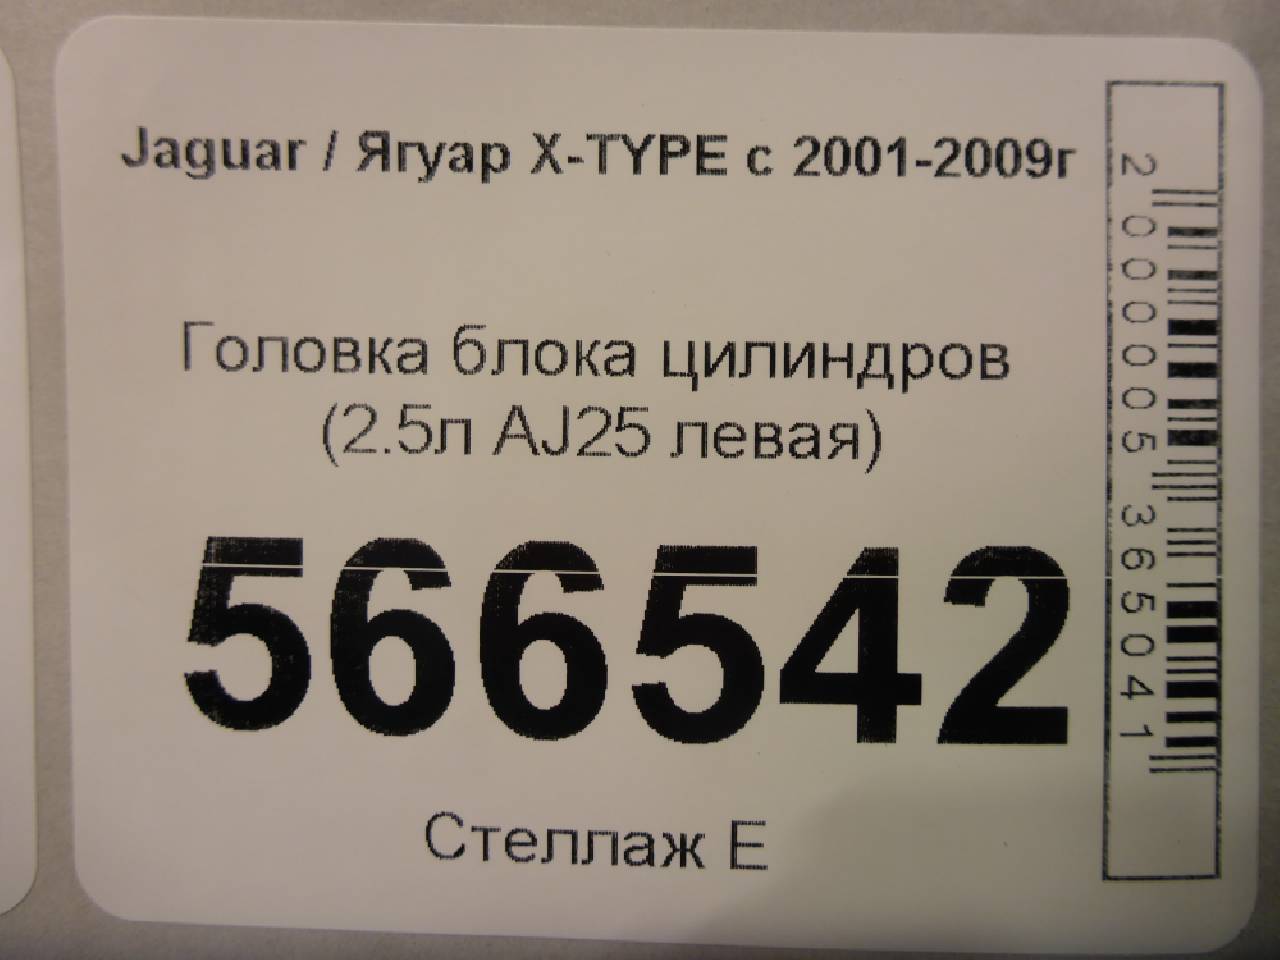 Jaguar / Ягуар X-TYPE с 2001-2009г
Головка блока цилиндров
(2.5л AJ25 левая)
566542
Стеллаж Е
2000005365041